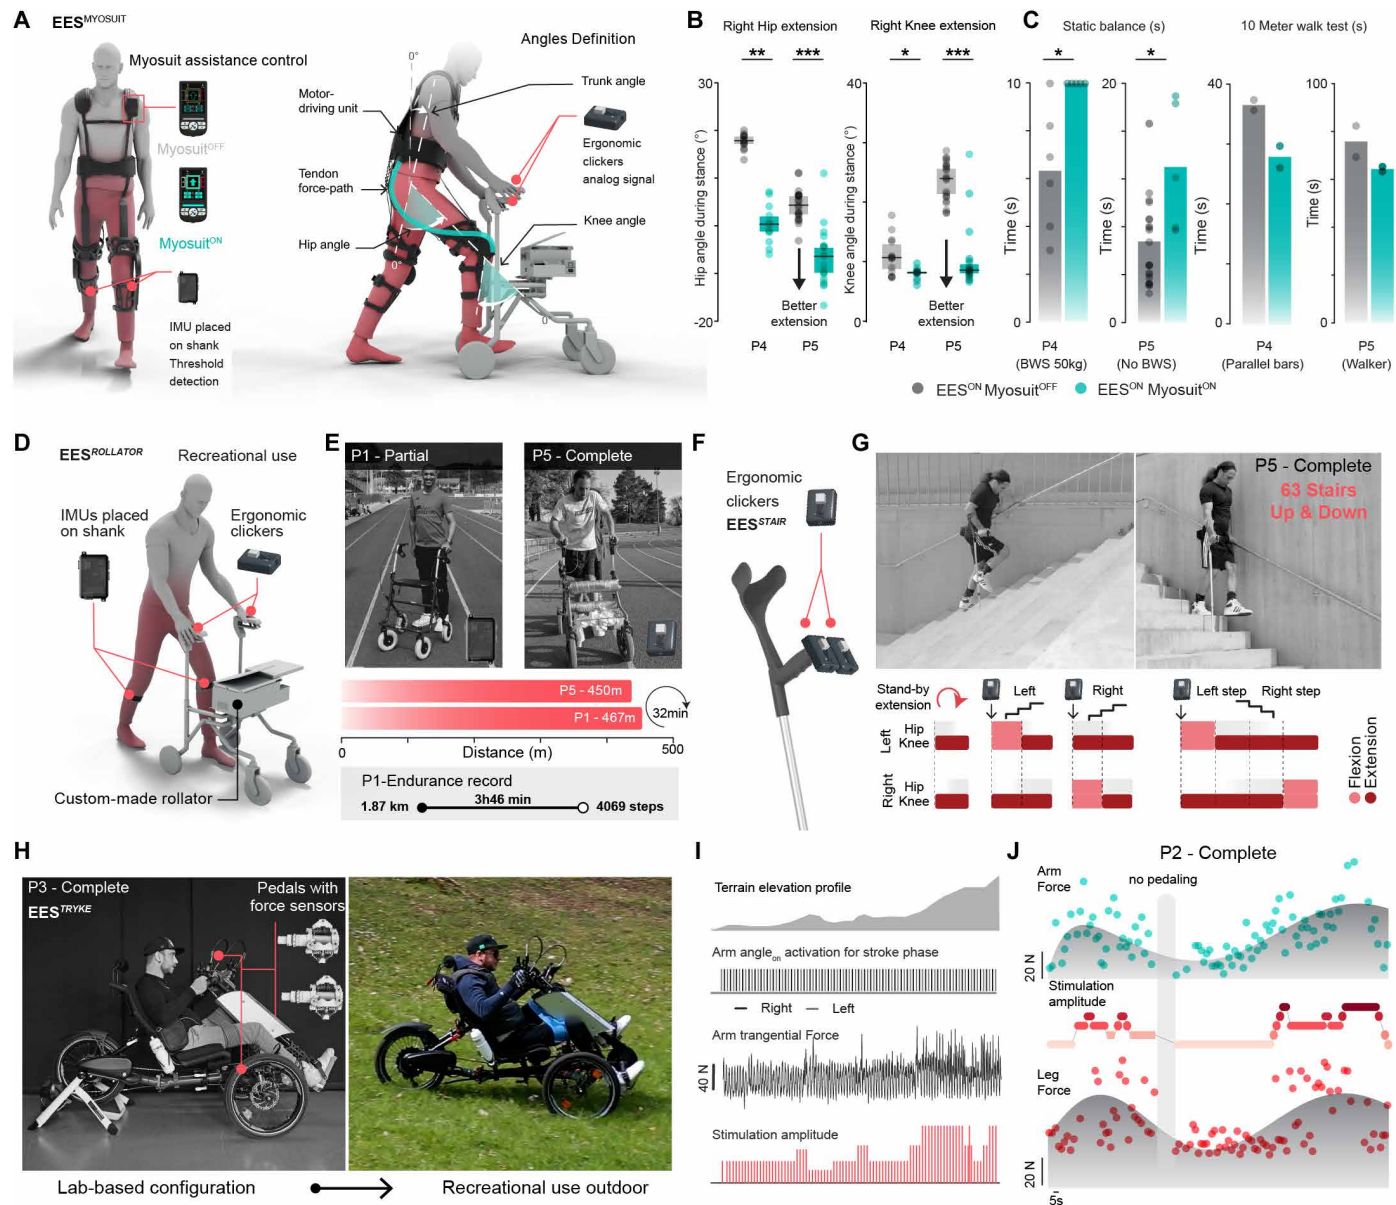 A
EES^MYOSUIT
Myosuit assistance control
Myosuit^OFF
Myosuit^ON
IMU placed
on shank
Threshold
detection
Angles Definition
0°
Motor-
driving unit
Trunk angle
Ergonomic
clickers
analog signal
Tendon
force-path
Knee angle
Hip angle
0°
0
B
Right Hip extension
Right Knee extension
**
***
*
***
30
Hip angle during stance (°)
-20
40
Knee angle during stance (°)
0
Better
extension
Better
extension
P4
P5
P4
P5
C
Static balance (s)
10 Meter walk test (s)
*
*
10
Time (s)
0
20
Time (s)
0
40
Time (s)
0
100
Time (s)
0
P4
(BWS 50kg)
P5
(No BWS)
P4
(Parallel bars)
P5
(Walker)
EES^ON Myosuit^OFF
EES^ON Myosuit^ON
D
EES^ROLLATOR
Recreational use
IMUs placed
on shank
Ergonomic
clickers
Custom-made rollator
E
P1 - Partial
P5 - Complete
P5 - 450m
P1 - 467m
32min
0
Distance (m)
500
P1-Endurance record
1.87 km
3h46 min
4069 steps
F
Ergonomic
clickers
EES^STAIR
G
P5 - Complete
63 Stairs
Up & Down
Stand-by
extension
Left
Right
Left step
Right step
Left
Hip
Knee
Right
Hip
Knee
Flexion
Extension
H
P3 - Complete
EES^TRYKE
Pedals with
force sensors
Lab-based configuration
Recreational use outdoor
I
Terrain elevation profile
Arm angle_on activation for stroke phase
Right
Left
Arm trangential Force
40 N
Stimulation amplitude
J
P2 - Complete
Arm
Force
no pedaling
20 N
Stimulation
amplitude
Leg
Force
20 N
5s